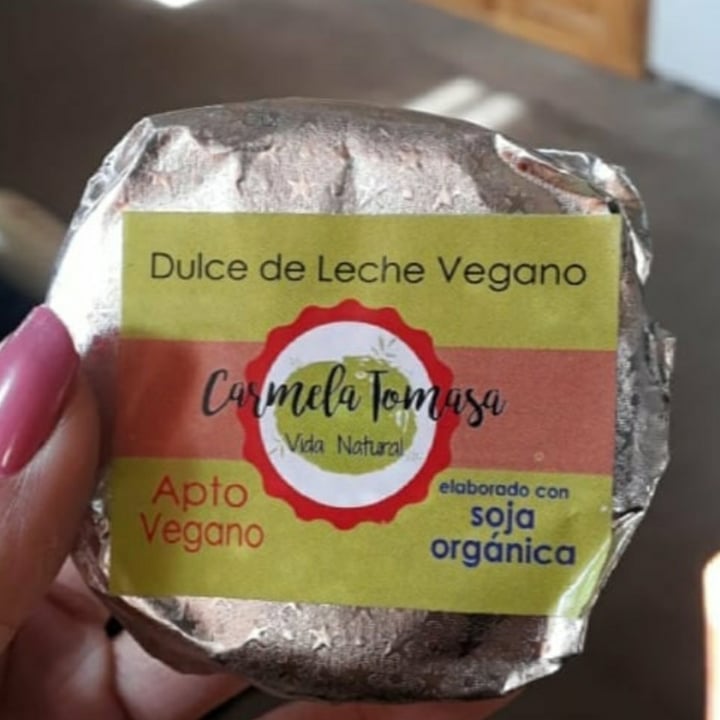 Dulce de Leche Vegano
Carmela Tomasa
Vida Natural
Apto
Vegano
elaborado con
soja
orgánica